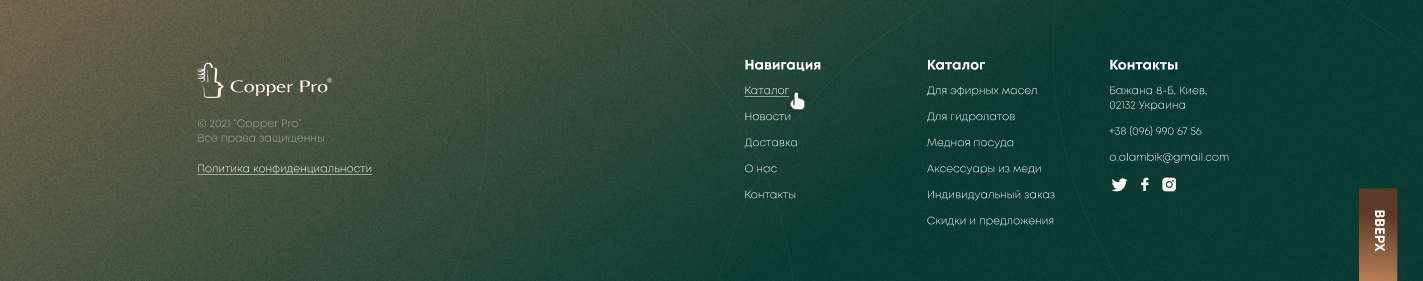 Copper Pro®
© 2021 "Copper Pro"
Все права защищенны
Политика конфиденциальности
Навигация
Каталог
Новости
Доставка
О нас
Контакты
Каталог
Для эфирных масел
Для гидролатов
Медная посуда
Аксессуары из меди
Индивидуальный заказ
Скидки и предложения
Контакты
Бажана 8-Б, Киев,
02132 Украина
+38 (096) 990 67 56
a.alambik@gmail.com
ВВЕРХ